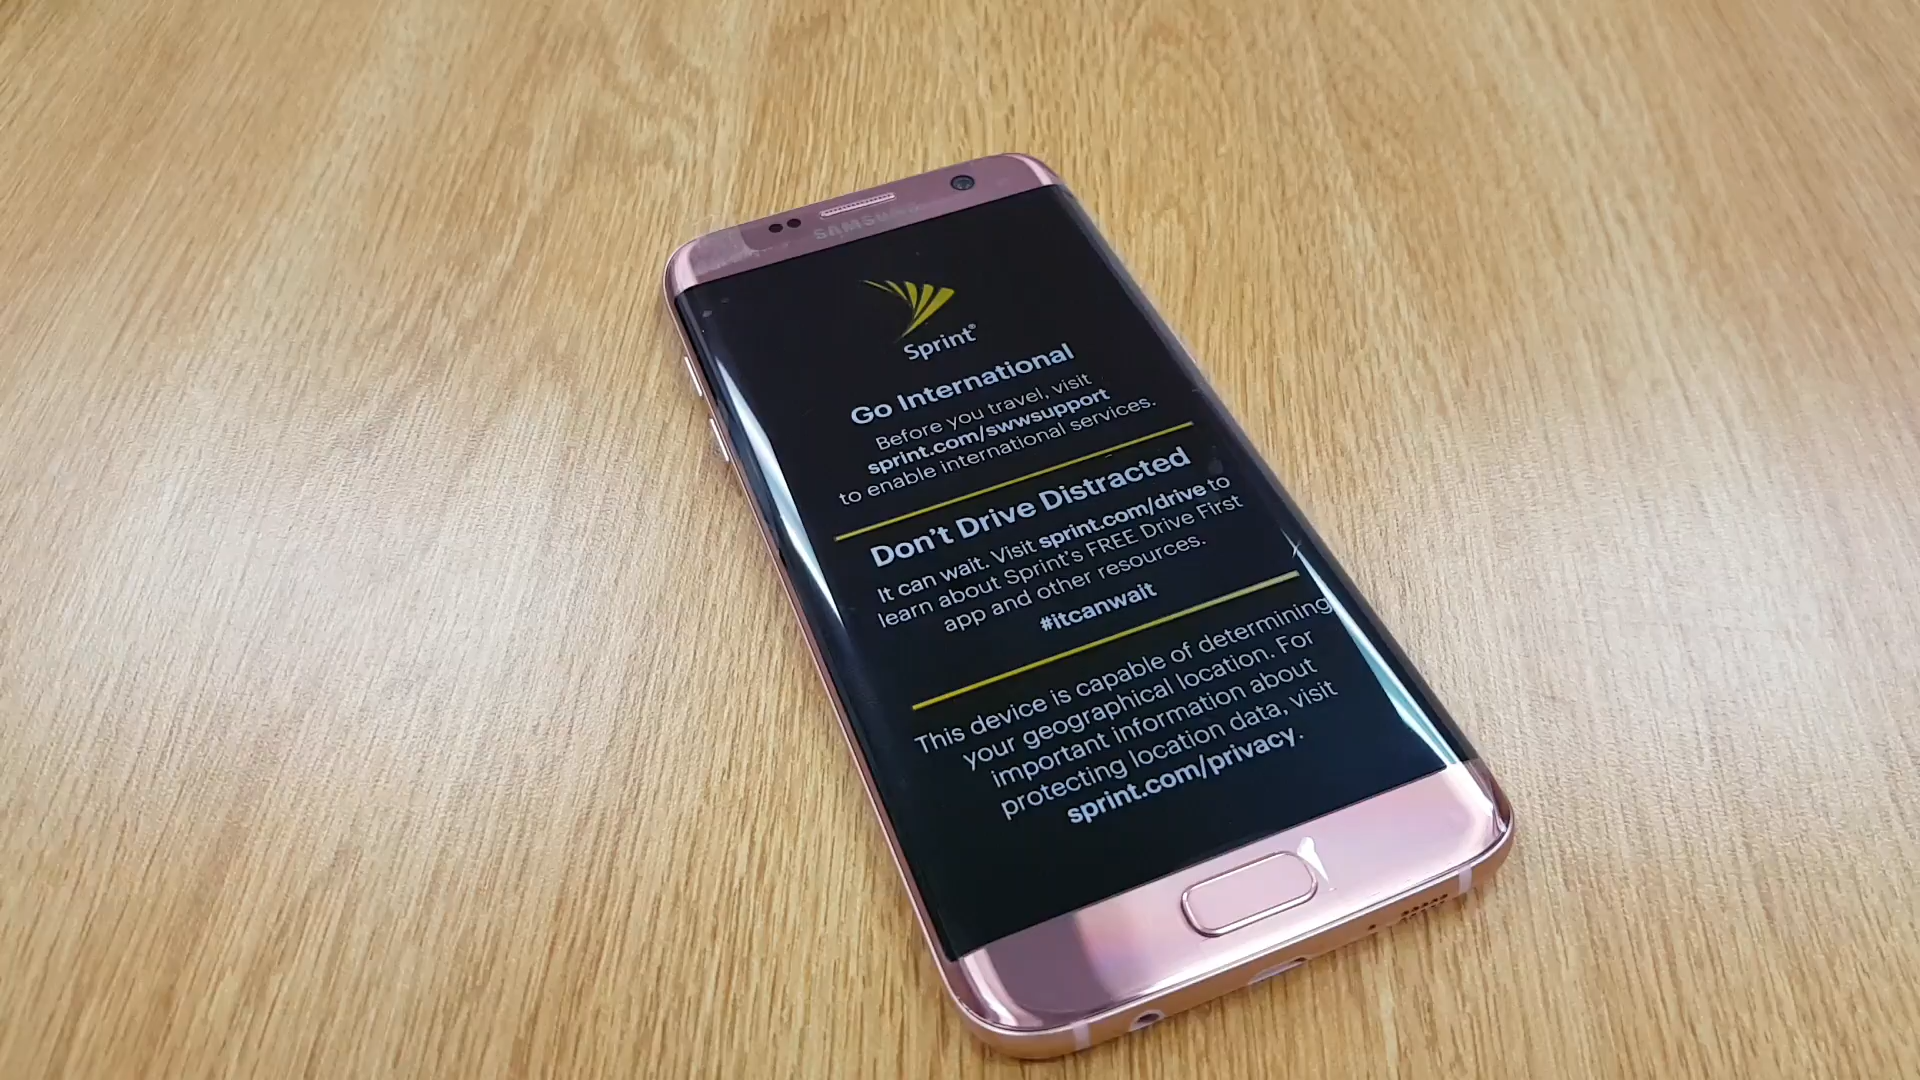 SAMSUNG
Sprint®
Go International
Before you travel, visit
sprint.com/swwsupport
to enable international services.
Don't Drive Distracted
It can wait. Visit sprint.com/drive to
learn about Sprint's FREE Drive First
app and other resources.
#itcanwait
This device is capable of determining
your geographical location. For
important information about
protecting location data, visit
sprint.com/privacy.